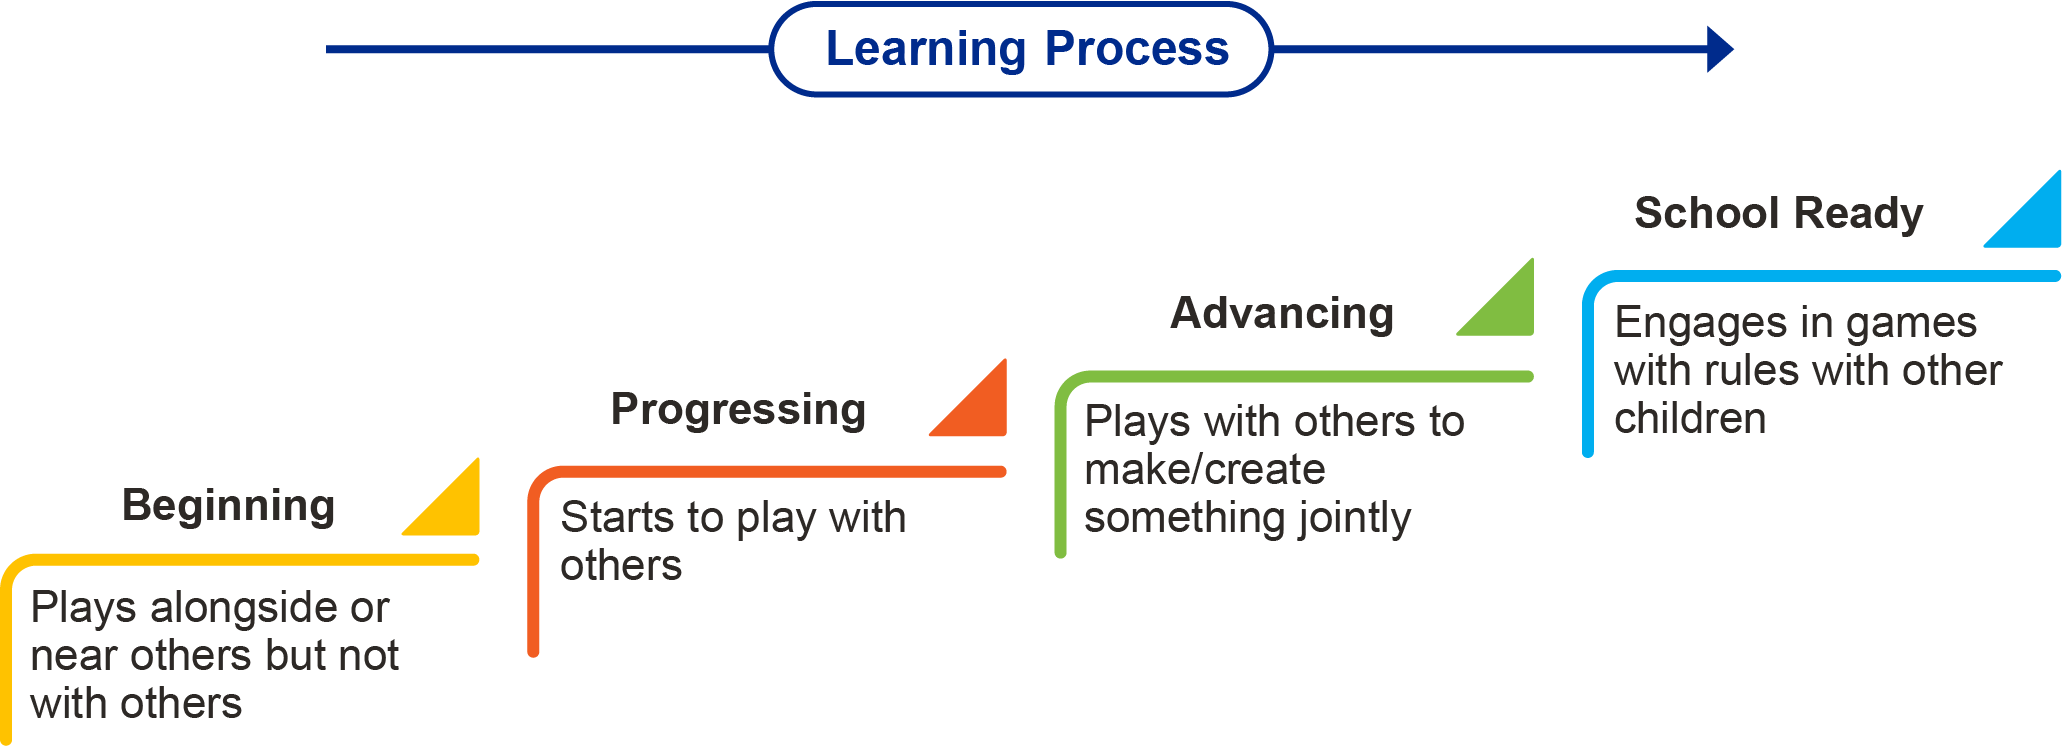 Learning Process
Beginning
Plays alongside or
near others but not
with others
Progressing
Starts to play with
others
Advancing
Plays with others to
make/create
something jointly
School Ready
Engages in games
with rules with other
children